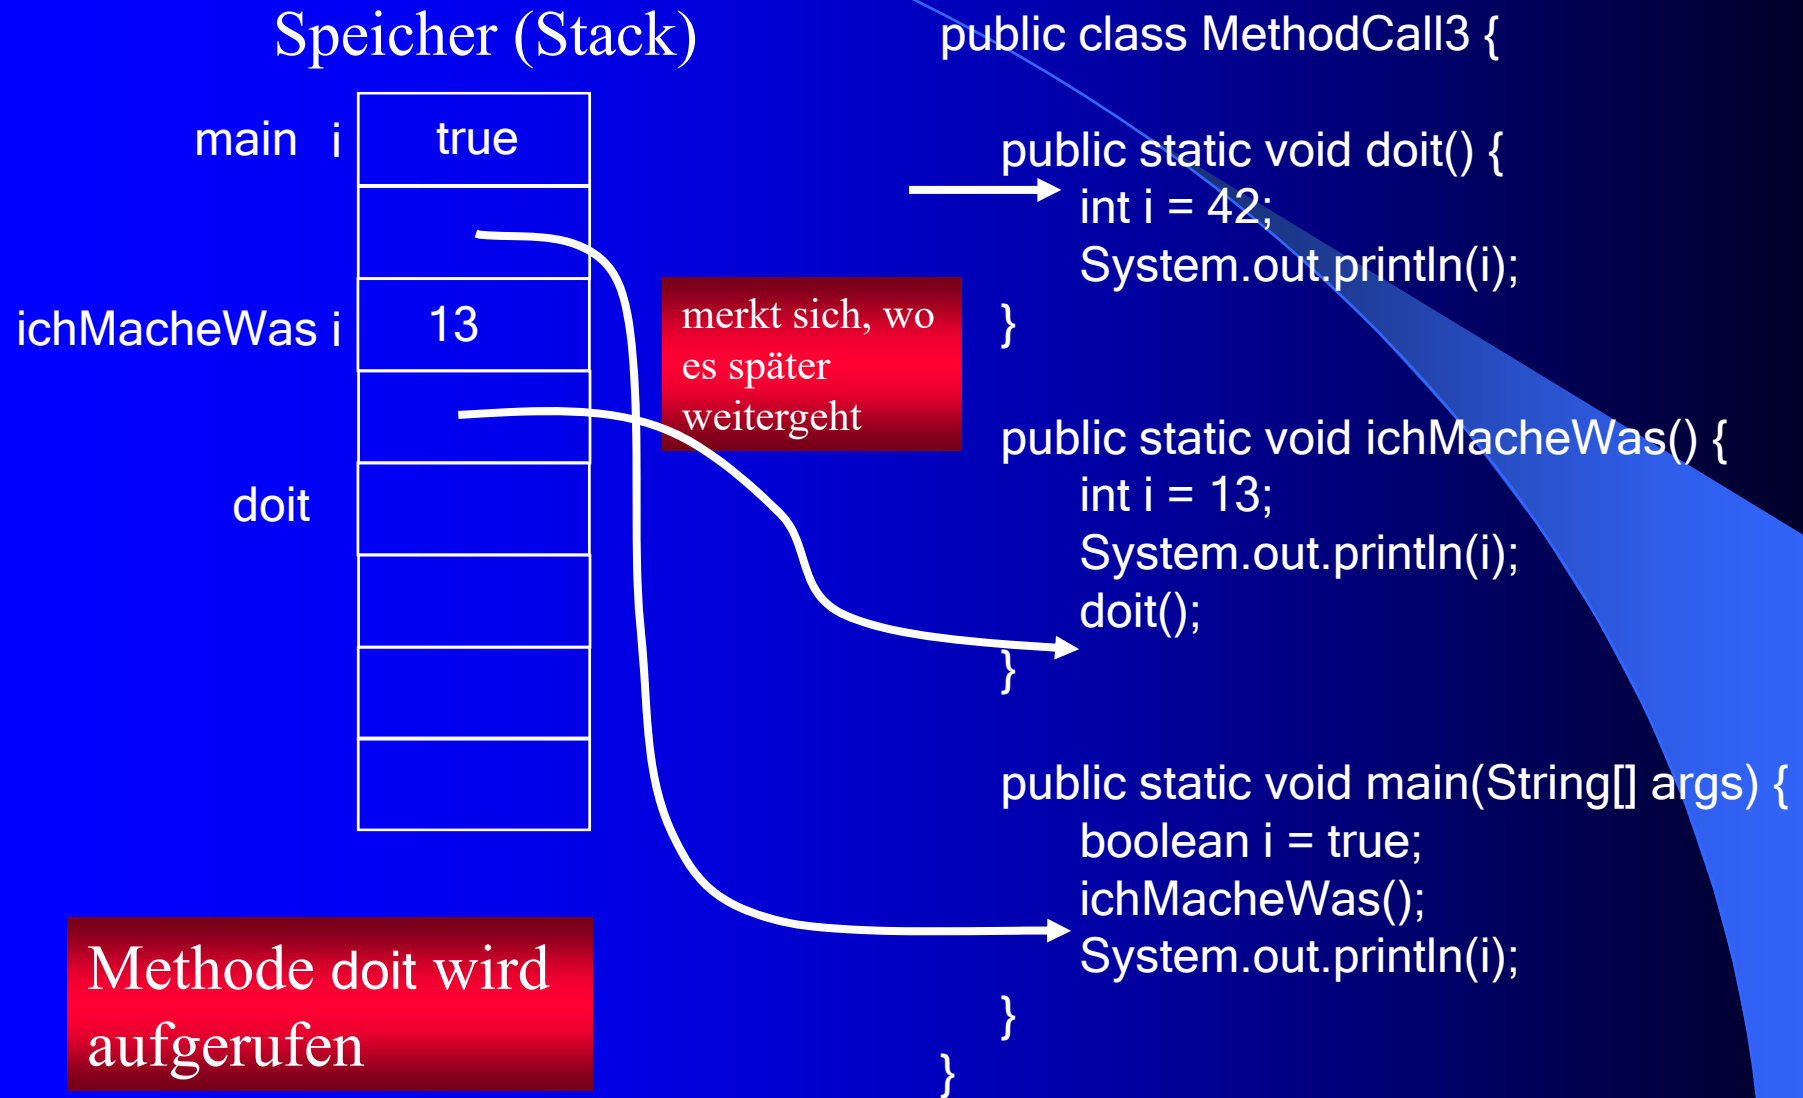 Speicher (Stack)
main i true
ichMacheWas i 13
doit
merkt sich, wo
es später
weitergeht
Methode doit wird
aufgerufen
public class MethodCall3 {
public static void doit() {
int i = 42;
System.out.println(i);
}
public static void ichMacheWas() {
int i = 13;
System.out.println(i);
doit();
}
public static void main(String[] args) {
boolean i = true;
ichMacheWas();
System.out.println(i);
}
}